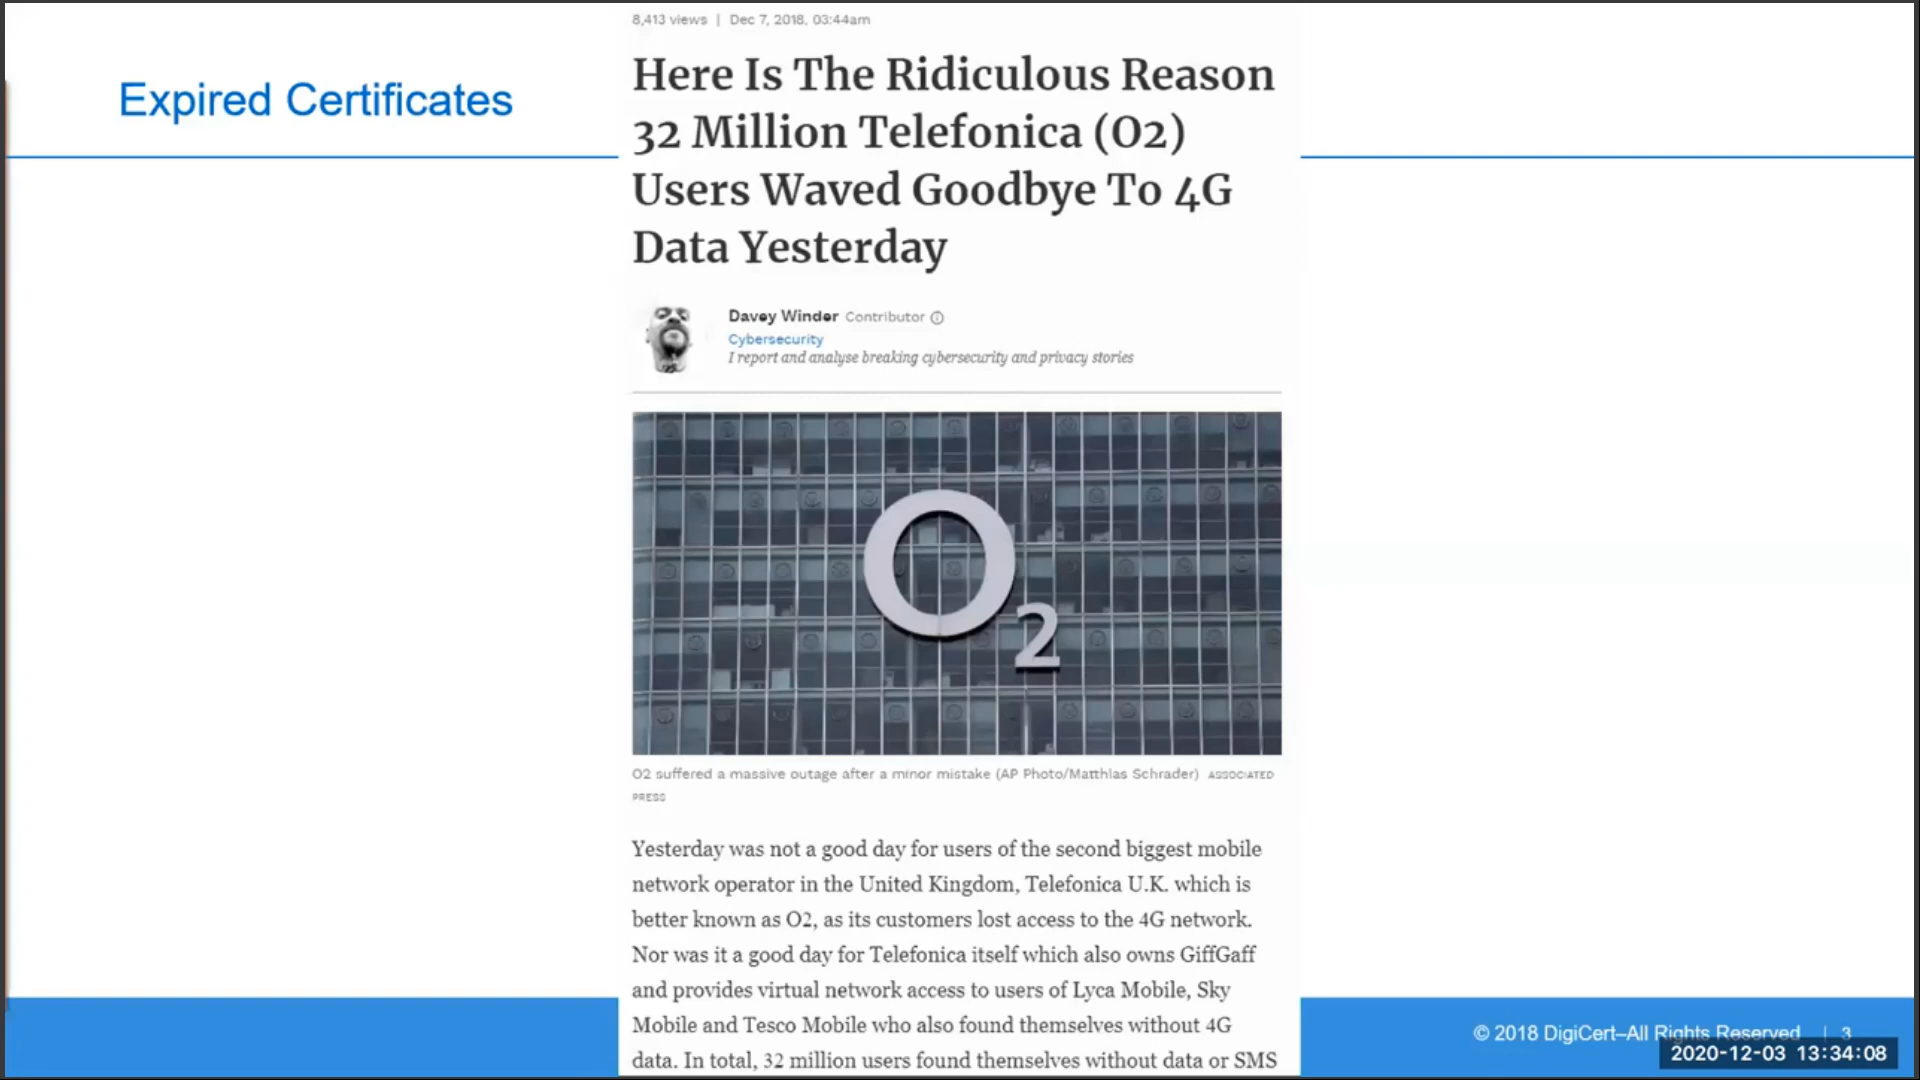 Expired Certificates
8,413 views | Dec 7, 2018, 03:44am
Here Is The Ridiculous Reason
32 Million Telefonica (O2)
Users Waved Goodbye To 4G
Data Yesterday
Davey Winder Contributor
Cybersecurity
I report and analyse breaking cybersecurity and privacy stories
O2
O2 suffered a massive outage after a minor mistake (AP Photo/Matthias Schrader) ASSOCIATED
PRESS
Yesterday was not a good day for users of the second biggest mobile
network operator in the United Kingdom, Telefonica U.K. which is
better known as O2, as its customers lost access to the 4G network.
Nor was it a good day for Telefonica itself which also owns GiffGaff
and provides virtual network access to users of Lyca Mobile, Sky
Mobile and Tesco Mobile who also found themselves without 4G
data. In total, 32 million users found themselves without data or SMS
© 2018 DigiCert–All Rights Reserved | 3
2020-12-03 13:34:08